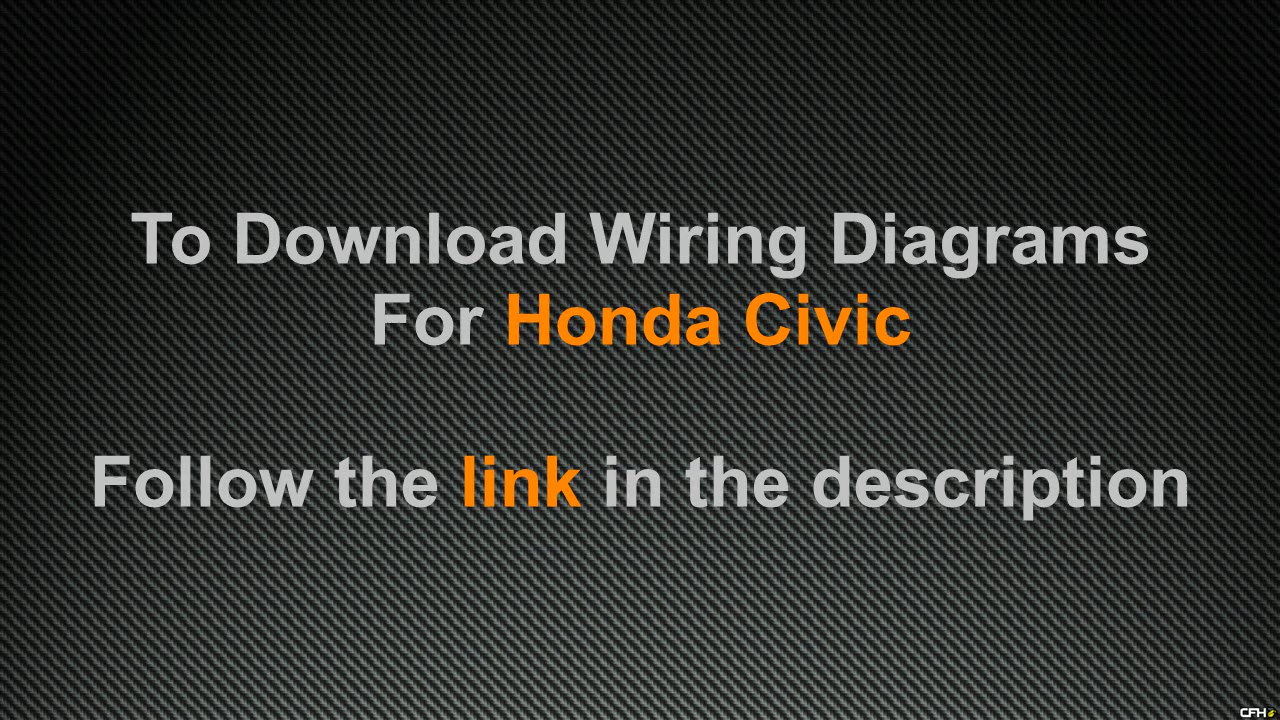 To Download Wiring Diagrams
For Honda Civic
Follow the link in the description
CFH